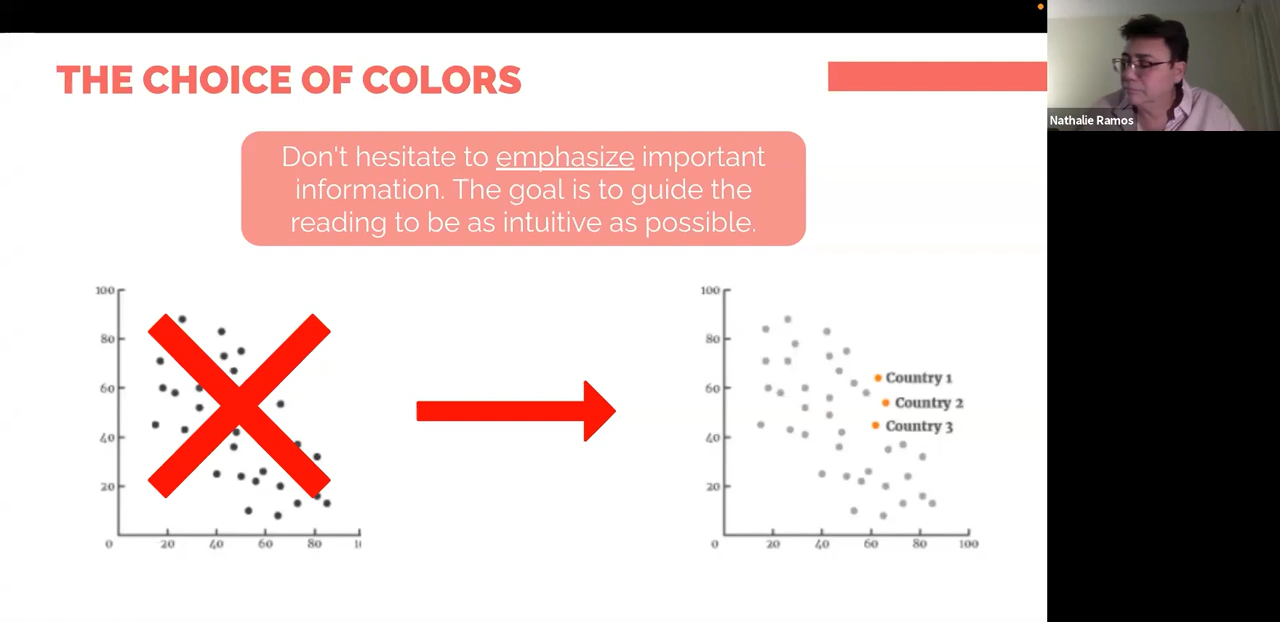 THE CHOICE OF COLORS
Nathalie Ramos
Don't hesitate to emphasize important
information. The goal is to guide the
reading to be as intuitive as possible.
100
80
60
40
20
0
20
40
60
80
10
100
80
60
40
20
0
20
40
60
80
100
Country 1
Country 2
Country 3